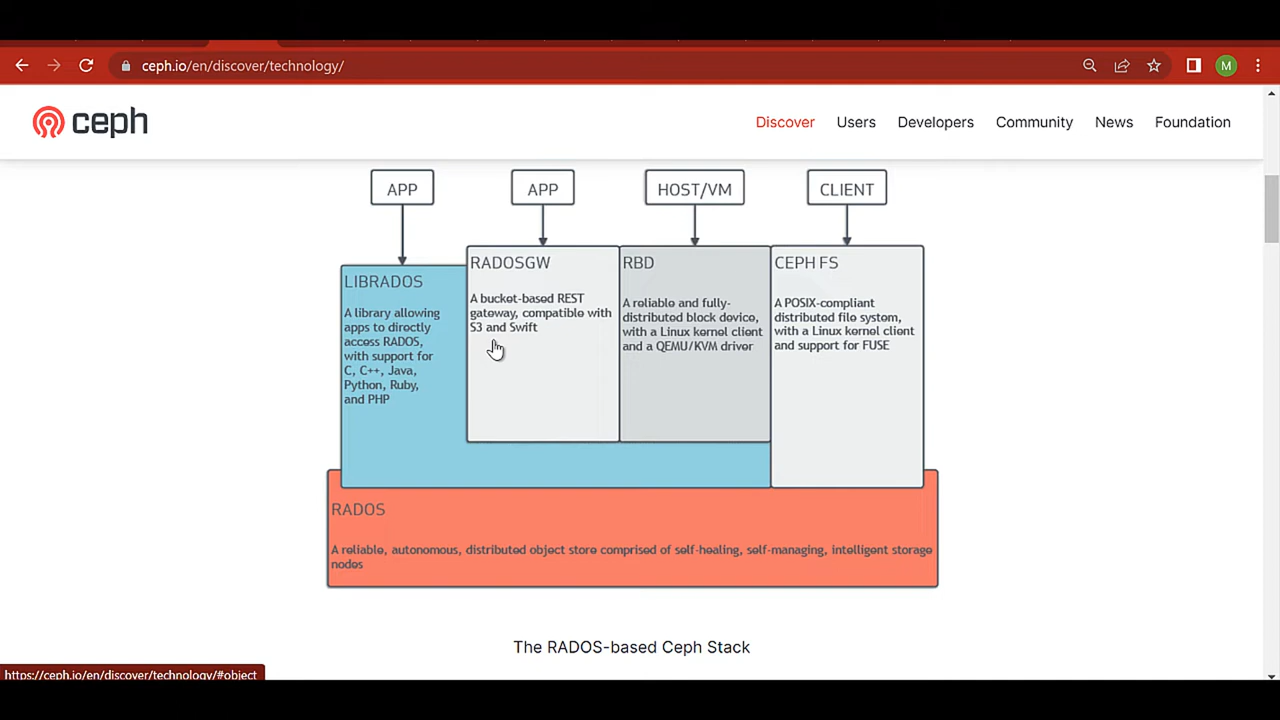 ceph.io/en/discover/technology/
M
ceph
Discover
Users
Developers
Community
News
Foundation
APP
APP
HOST/VM
CLIENT
LIBRADOS
A library allowing
apps to directly
access RADOS,
with support for
C, C++, Java,
Python, Ruby,
and PHP
RADOSGW
A bucket-based REST
gateway, compatible with
S3 and Swift
RBD
A reliable and fully-
distributed block device,
with a Linux kernel client
and a QEMU/KVM driver
CEPH FS
A POSIX-compliant
distributed file system,
with a Linux kernel client
and support for FUSE
RADOS
A reliable, autonomous, distributed object store comprised of self-healing, self-managing, intelligent storage
nodes
The RADOS-based Ceph Stack
https://ceph.io/en/discover/technology/#object